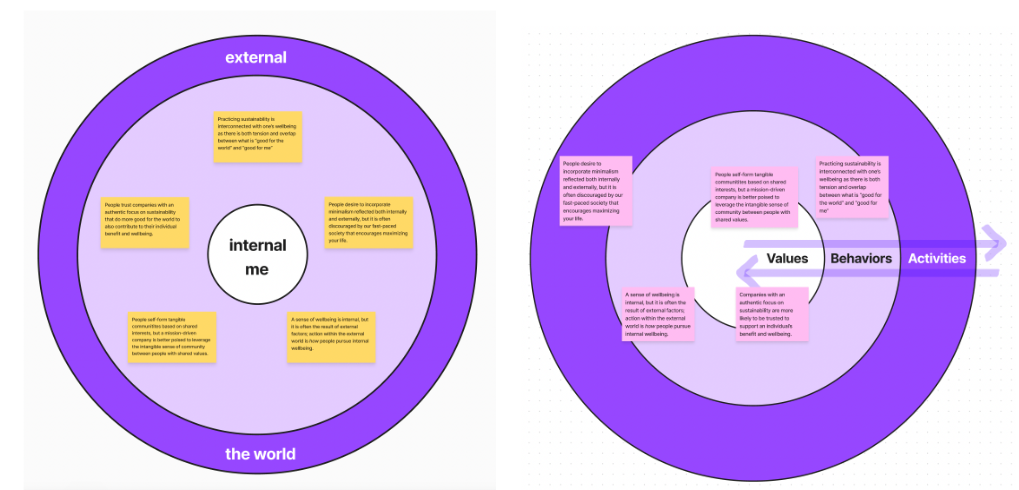 external
Practicing sustainability is
interconnected with one's wellbeing
as there is both tension and overlap
between what is "good for the
world" and "good for me"
People trust companies with an
authentic focus on sustainability
that do-more good for the world to
also contribute to their individual
benefit and wellbeing.
People desire to incorporate
minimalism reflected both internally
and externally, but it is often
discouraged by our fast-paced
society that encourages maximizing
your life.
internal
me
People self-form tangible
communities based on shared
interests, but a mission-driven
company is better poised to leverage
the intangible sense of community
between people with shared values.
A sense of wellbeing is internal, but
it is often the result of external
factors; action within the external
world is how people pursue internal
wellbeing.
the world
People desire to
incorporate minimalism
reflected both internally
and externally, but it is
often discouraged by our
fast-paced society that
encourages maximizing
your life.
People self-form tangible
communities based on shared
interests, but a mission-driven
company is better poised to
leverage the intangible sense of
community between people with
shared values.
Practicing sustainability is
interconnected with one's
wellbeing as there is both
tension and overlap
between what is "good for
the world" and "good for
me"
Values
Behaviors
Activities
A sense of wellbeing is
internal, but it is often the
result of external factors;
action within the external
world is how people pursue
internal wellbeing.
Companies with an
authentic focus on
sustainability are more
likely to be trusted to
support an individual's
benefit and wellbeing.